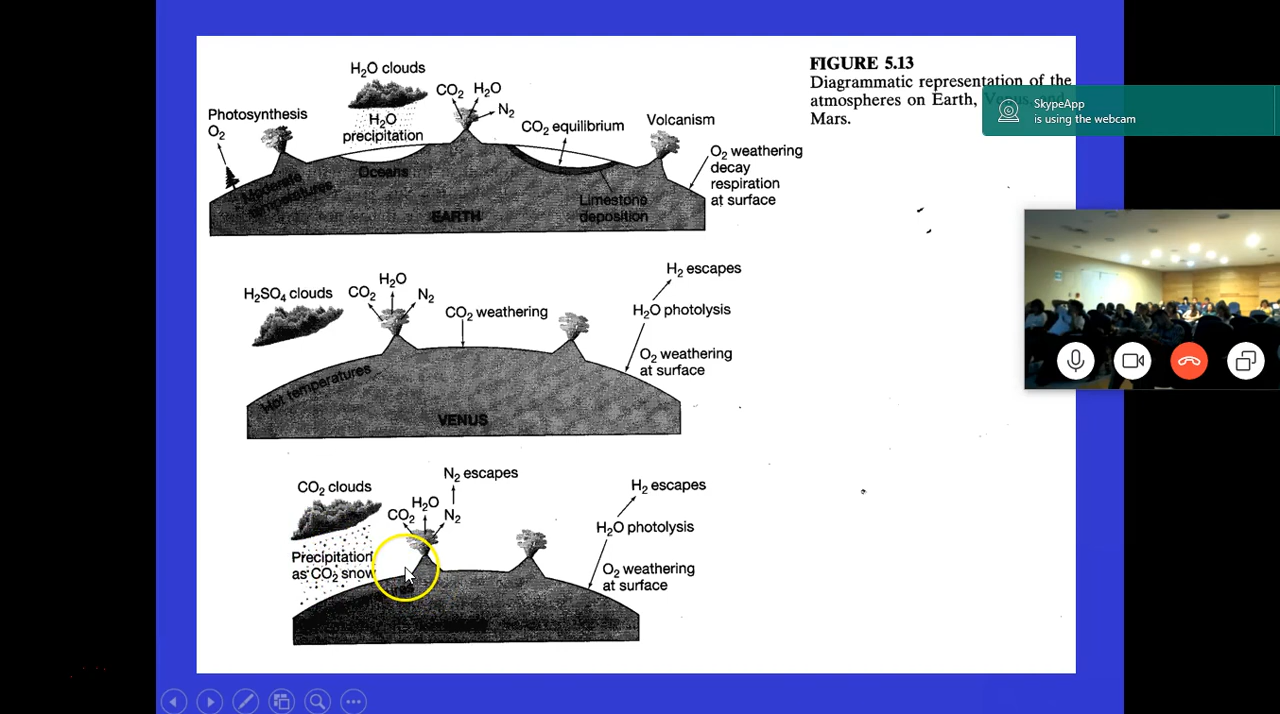 FIGURE 5.13
Diagrammatic representation of the
atmospheres on Earth,
Mars.
SkypeApp
is using the webcam
H2O clouds
CO2 H2O
N2
Photosynthesis
O2
H2O
precipitation
CO2 equilibrium
Volcanism
O2 weathering
decay
respiration
at surface
Moderate
temperatures
Oceans
Limestone
deposition
EARTH
H2 escapes
H2O
H2SO4 clouds
CO2
N2
CO2 weathering
H2O photolysis
O2 weathering
at surface
Hot temperatures
VENUS
N2 escapes
CO2 clouds
H2O
CO2
N2
H2 escapes
H2O photolysis
Precipitation
as CO2 snow
O2 weathering
at surface